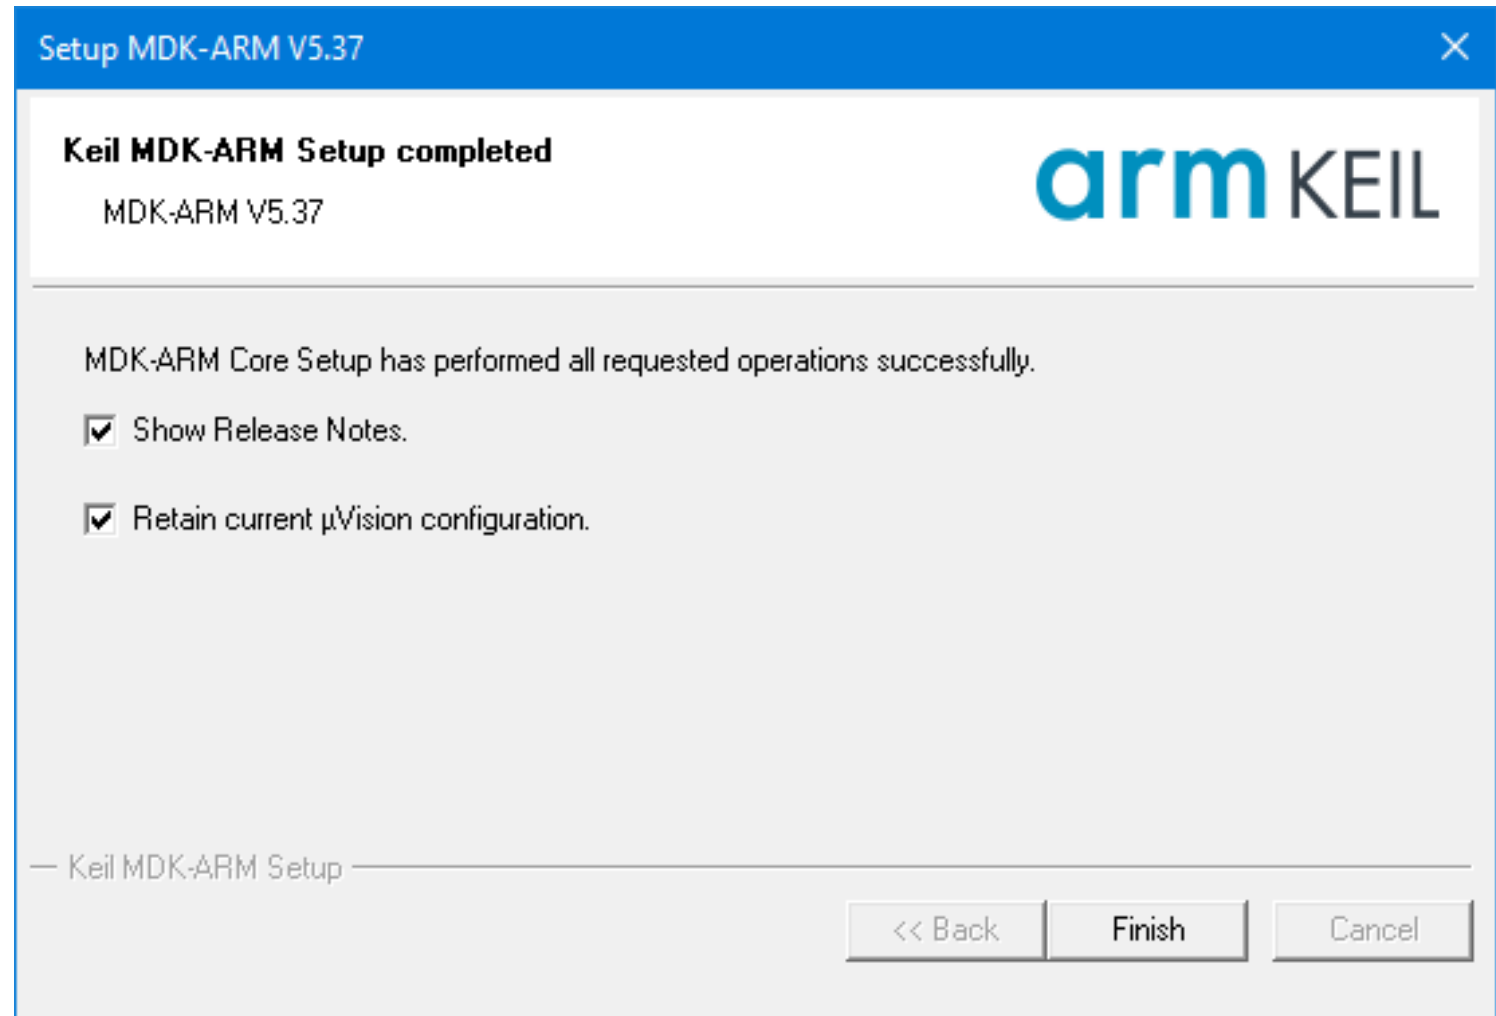 Setup MDK-ARM V5.37
Keil MDK-ARM Setup completed
MDK-ARM V5.37
arm KEIL
MDK-ARM Core Setup has performed all requested operations successfully.
Show Release Notes.
Retain current µVision configuration.
Keil MDK-ARM Setup
<< Back
Finish
Cancel